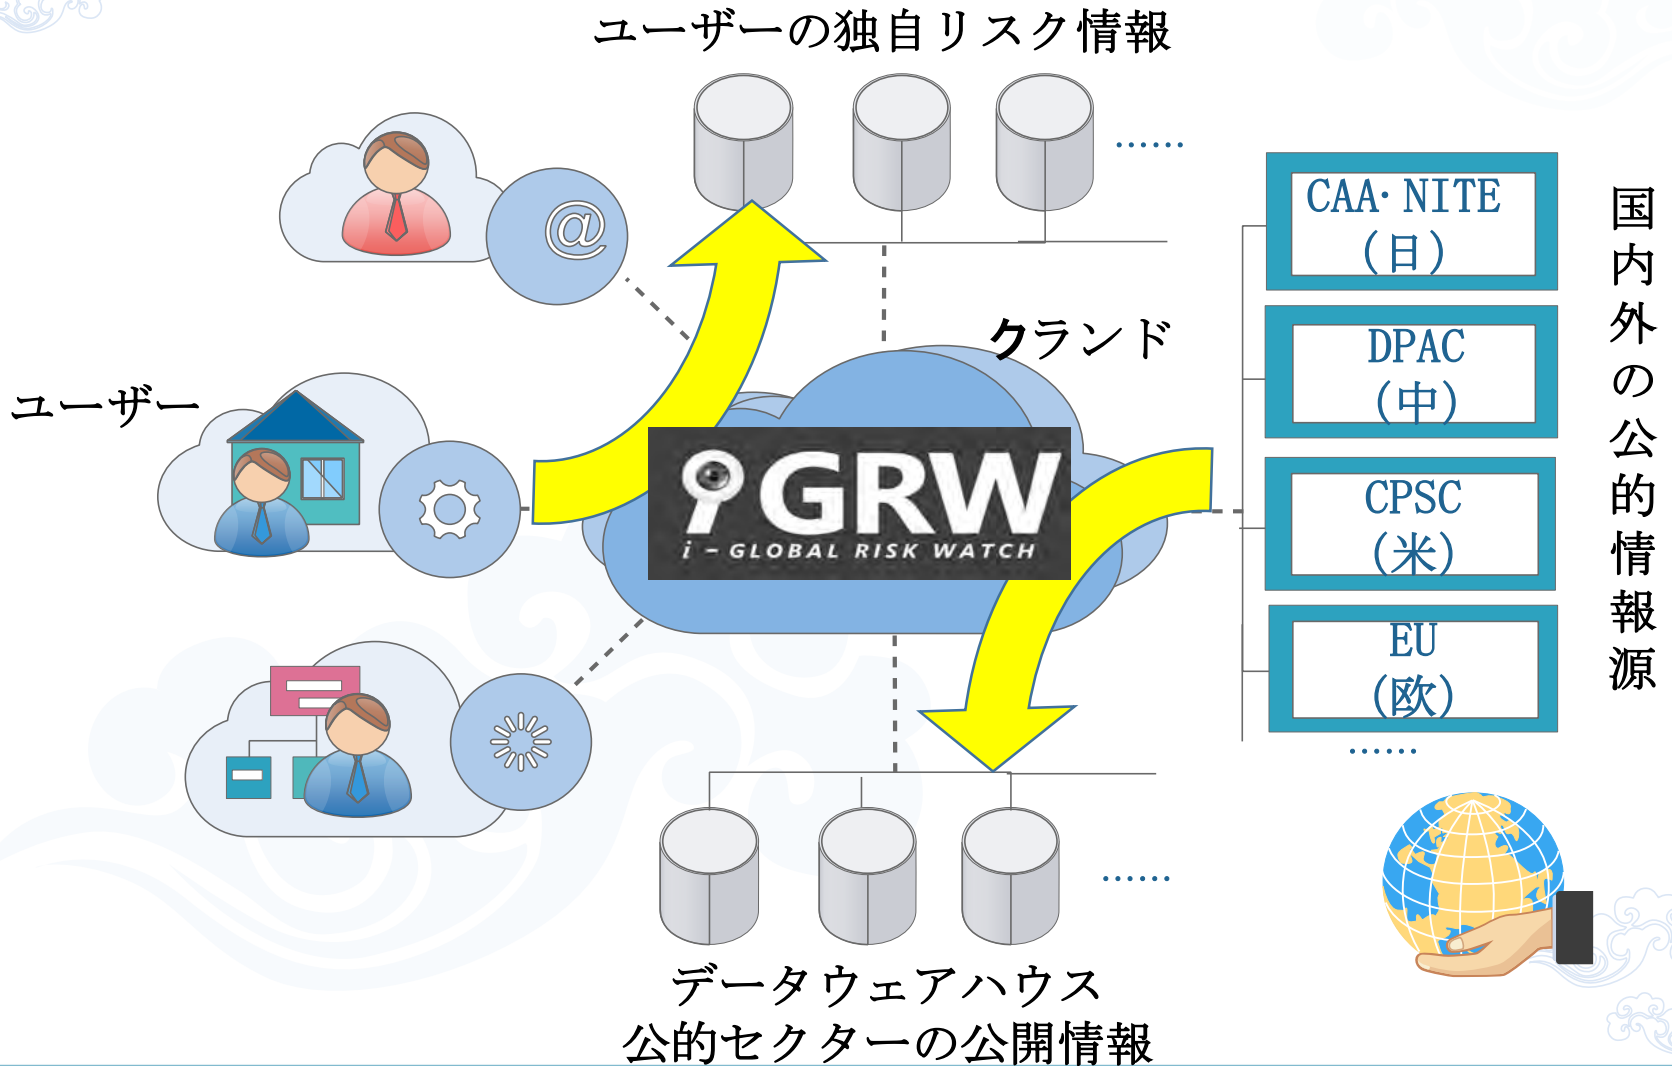 ユーザーの独自リスク情報
……
@
CAA·NITE
(日)
DPAC
(中)
CPSC
(米)
EU
(欧)
……
国内外の公的情報源
クランド
ユーザー
iGRW
i - GLOBAL RISK WATCH
……
データウェアハウス
公的セクターの公開情報